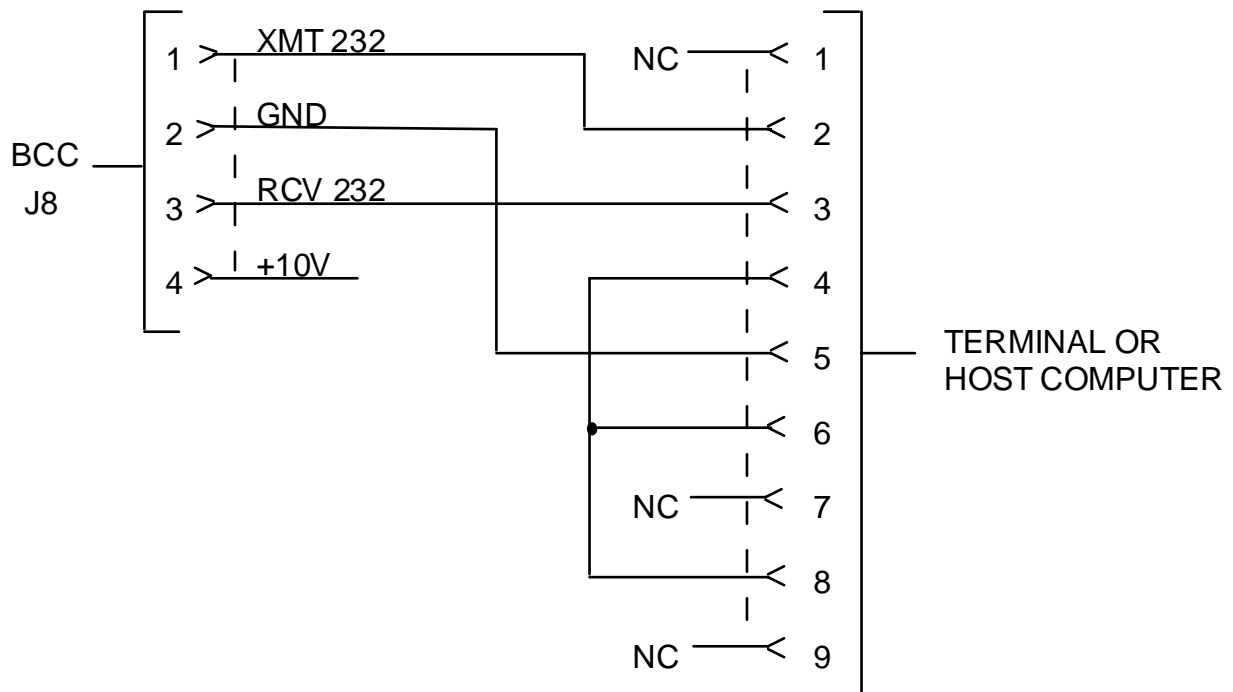 BCC
J8
1 XMT 232
2 GND
3 RCV 232
4 +10V
NC 1
2
3
4
5
6
NC 7
8
NC 9
TERMINAL OR
HOST COMPUTER